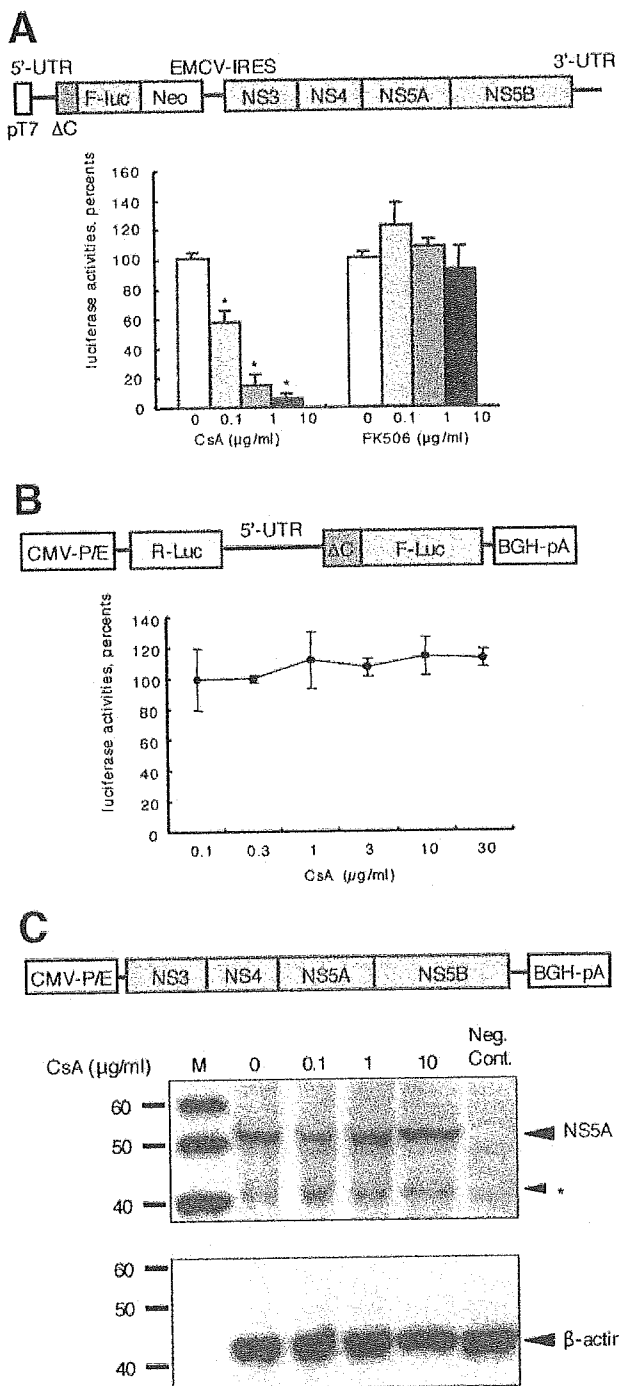 A
5'-UTR EMCV-IRES 3'-UTR
F-luc Neo NS3 NS4 NS5A NS5B
pT7 ΔC
luciferase activities, percents
140
120
100
80
60
40
20
0
* * *
0 0.1 1 10 0 0.1 1 10
CsA (μg/ml) FK506 (μg/ml)
B
5'-UTR
CMV-P/E R-Luc ΔC F-Luc BGH-pA
luciferase activities, percents
140
120
100
80
60
40
20
0
0.1 0.3 1 3 10 30
CsA (μg/ml)
C
CMV-P/E NS3 NS4 NS5A NS5B BGH-pA
Neg.
CsA (μg/ml) M 0 0.1 1 10 Cont.
60
NS5A
50
*
40
60
50
β-actin
40